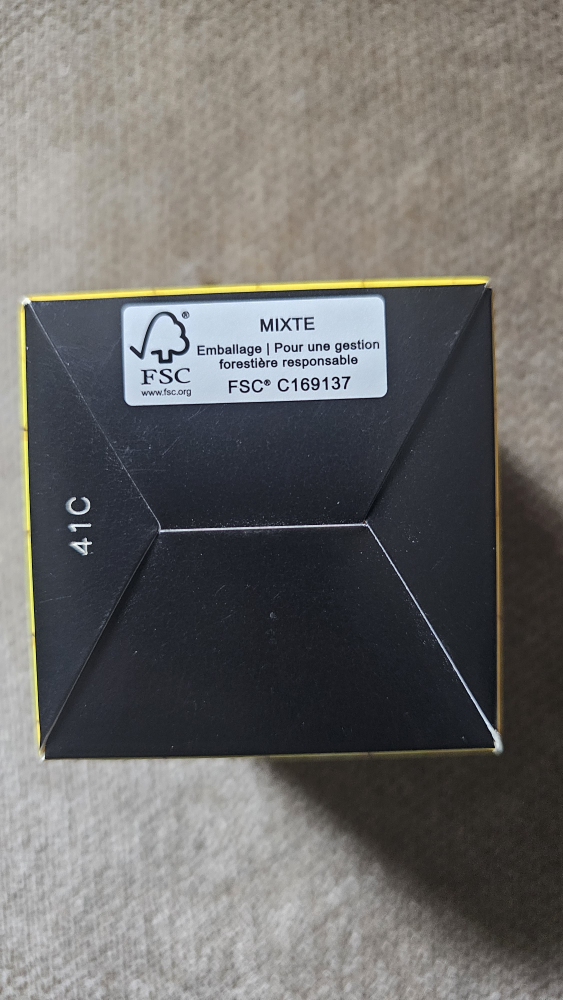 MIXTE
Emballage | Pour une gestion
forestière responsable
FSC® C169137
®
FSC
www.fsc.org
41C